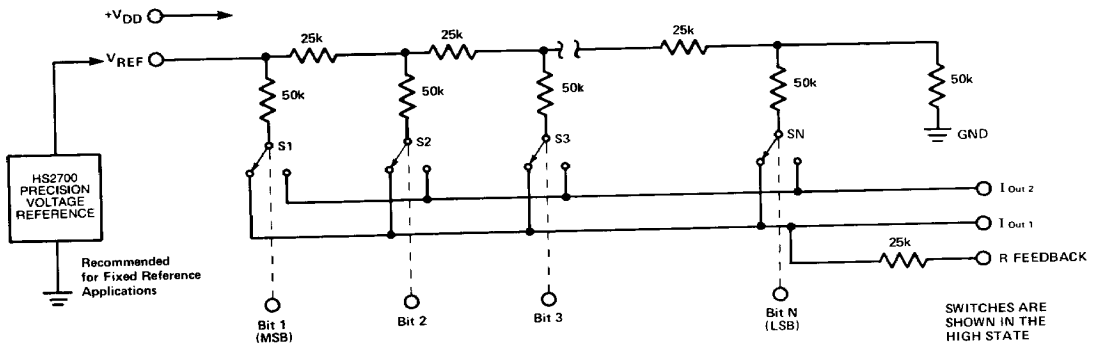 +VDD
VREF
25k
25k
25k
50k
50k
50k
50k
50k
S1
S2
S3
SN
GND
HS2700
PRECISION
VOLTAGE
REFERENCE
I Out 2
I Out 1
25k
R FEEDBACK
Recommended
for Fixed Reference
Applications
Bit 1
(MSB)
Bit 2
Bit 3
Bit N
(LSB)
SWITCHES ARE
SHOWN IN THE
HIGH STATE